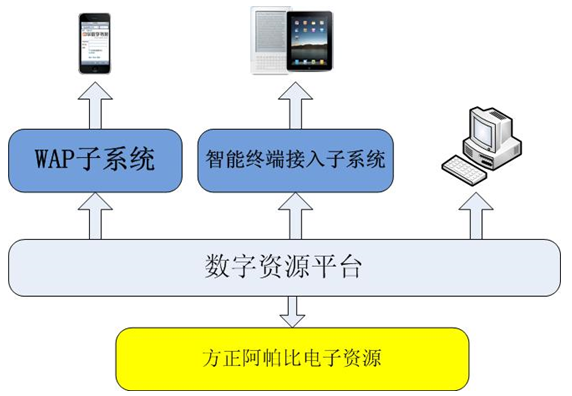 WAP子系统
智能终端接入子系统
数字资源平台
方正阿帕比电子资源